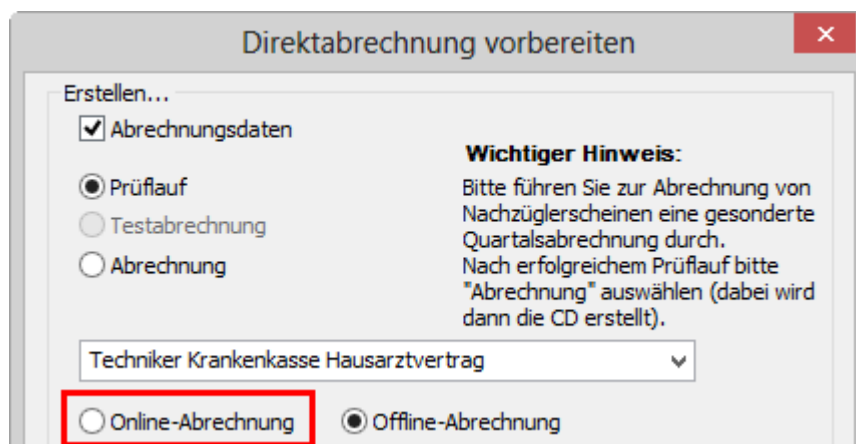 Direktabrechnung vorbereiten
Erstellen...
Abrechnungsdaten
Prüflauf
Testabrechnung
Abrechnung
Wichtiger Hinweis:
Bitte führen Sie zur Abrechnung von
Nachzüglerscheinen eine gesonderte
Quartalsabrechnung durch.
Nach erfolgreichem Prüflauf bitte
"Abrechnung" auswählen (dabei wird
dann die CD erstellt).
Techniker Krankenkasse Hausarztvertrag
Online-Abrechnung Offline-Abrechnung